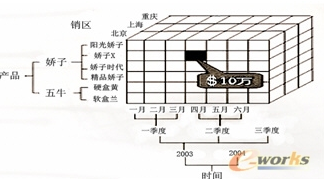 销区
重庆
上海
北京
产品
娇子
阳光娇子
娇子X
娇子时代
精品娇子
五牛
硬盒黄
软盒兰
$10万
一月 二月 三月 四月 五月 六月
一季度 二季度 三季度
2003 2004
时间
e-works